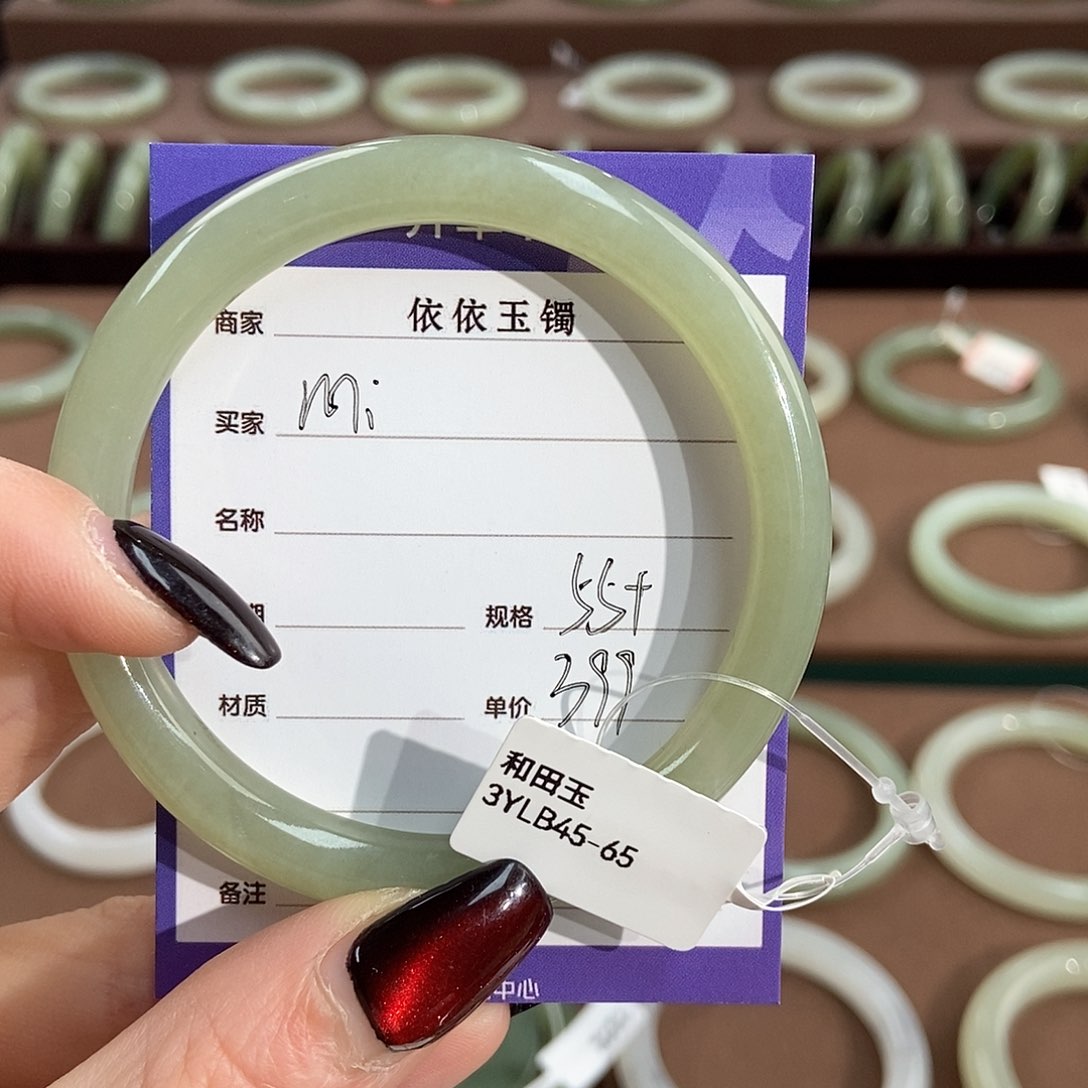 商家 依依玉镯
买家 Mi
名称
规格 55+
材质 单价 399
和田玉
3YLB45-65
备注
中心